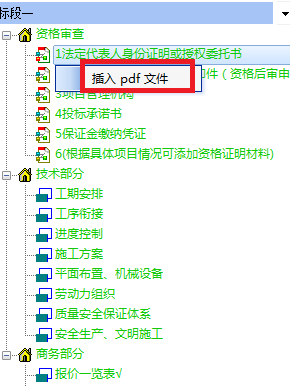 标段一
资格审查
1法定代表人身份证明或授权委托书
插入 pdf 文件
件（资格后审申
3项目管理机构
4投标承诺书
5保证金缴纳凭证
6(根据具体项目情况可添加资格证明材料)
技术部分
工期安排
工序衔接
进度控制
施工方案
平面布置、机械设备
劳动力组织
质量安全保证体系
安全生产、文明施工
商务部分
报价一览表√